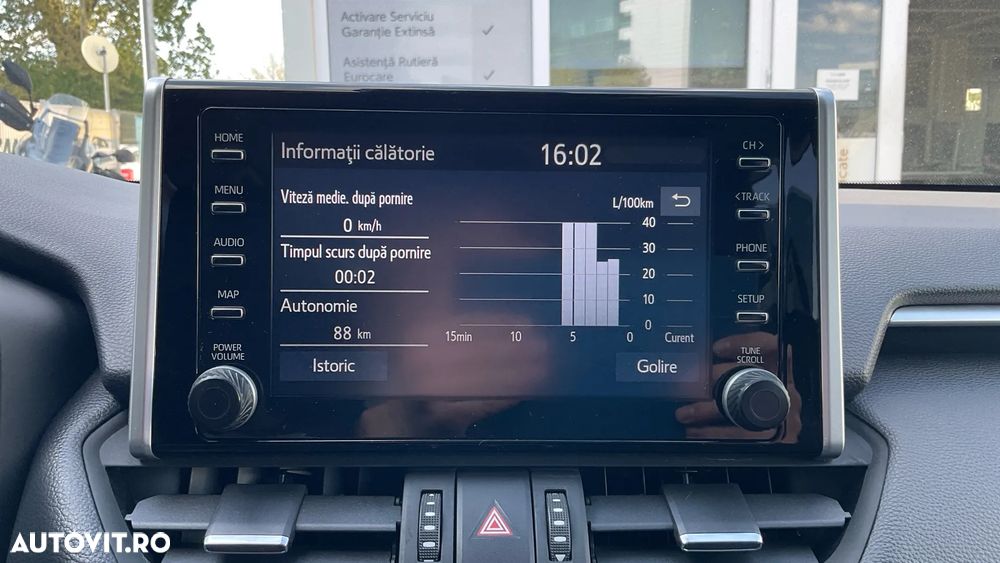 Activare Serviciu
Garanție Extinsă
Asistență Rutieră
Eurocare
HOME
MENU
AUDIO
MAP
POWER
VOLUME
Informaţii călătorie
16:02
Viteză medie. după pornire
0 km/h
Timpul scurs după pornire
00:02
Autonomie
88 km
Istoric
L/100km
40
30
20
10
0
15min 10 5 0 Curent
Golire
CH >
< TRACK
PHONE
SETUP
TUNE
SCROLL
AUTOVIT.RO